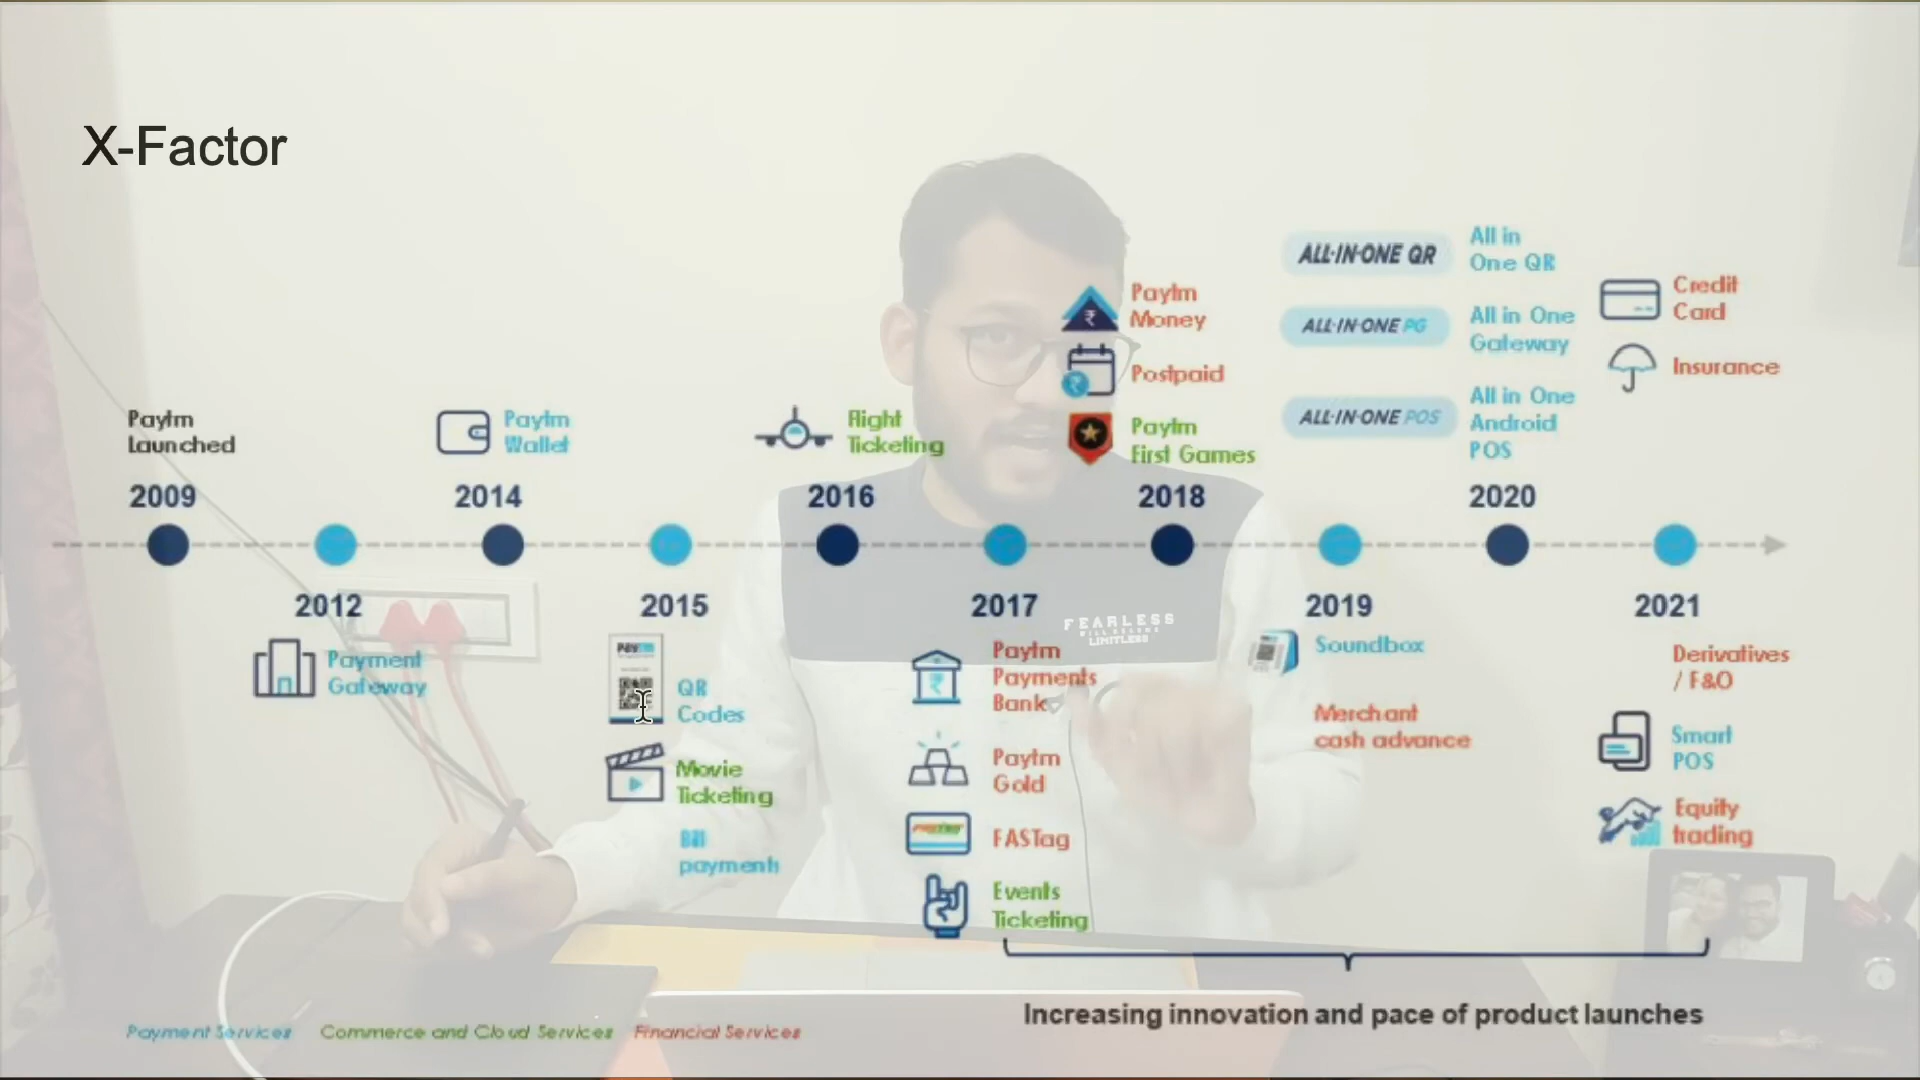 X-Factor
ALL-IN-ONE QR
All in
One QR
Paytm
Money
Credit
Card
ALL-IN-ONE PG
All in One
Gateway
Postpaid
Insurance
Paytm
Launched
Paytm
Wallet
Flight
Ticketing
Paytm
First Games
ALL-IN-ONE POS
All in One
Android
POS
2009
2014
2016
2018
2020
2012
2015
2017
2019
2021
Payment
Gateway
PAYTM
QR
Codes
Movie
Ticketing
Bill
payments
Paytm
Payments
Bank
Paytm
Gold
FASTag
Events
Ticketing
FEARLESS
LIMITLESS
Soundbox
Merchant
cash advance
Derivatives
/ F&O
Smart
POS
Equity
trading
Increasing innovation and pace of product launches
Payment Services Commerce and Cloud Services Financial Services